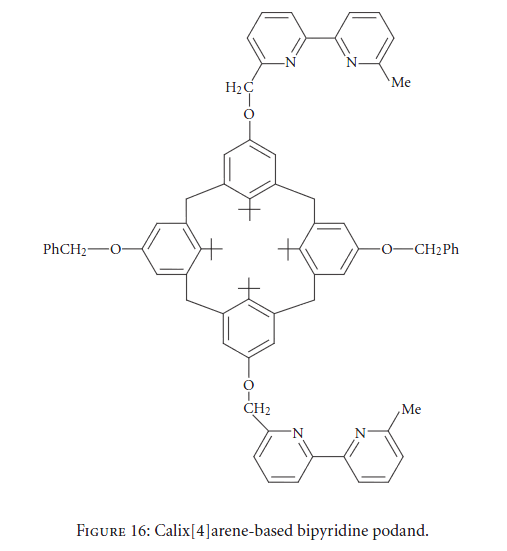 N N
Me
H2C
O
PhCH2 O O CH2Ph
O
CH2
Me
N N
FIGURE 16: Calix[4]arene-based bipyridine podand.